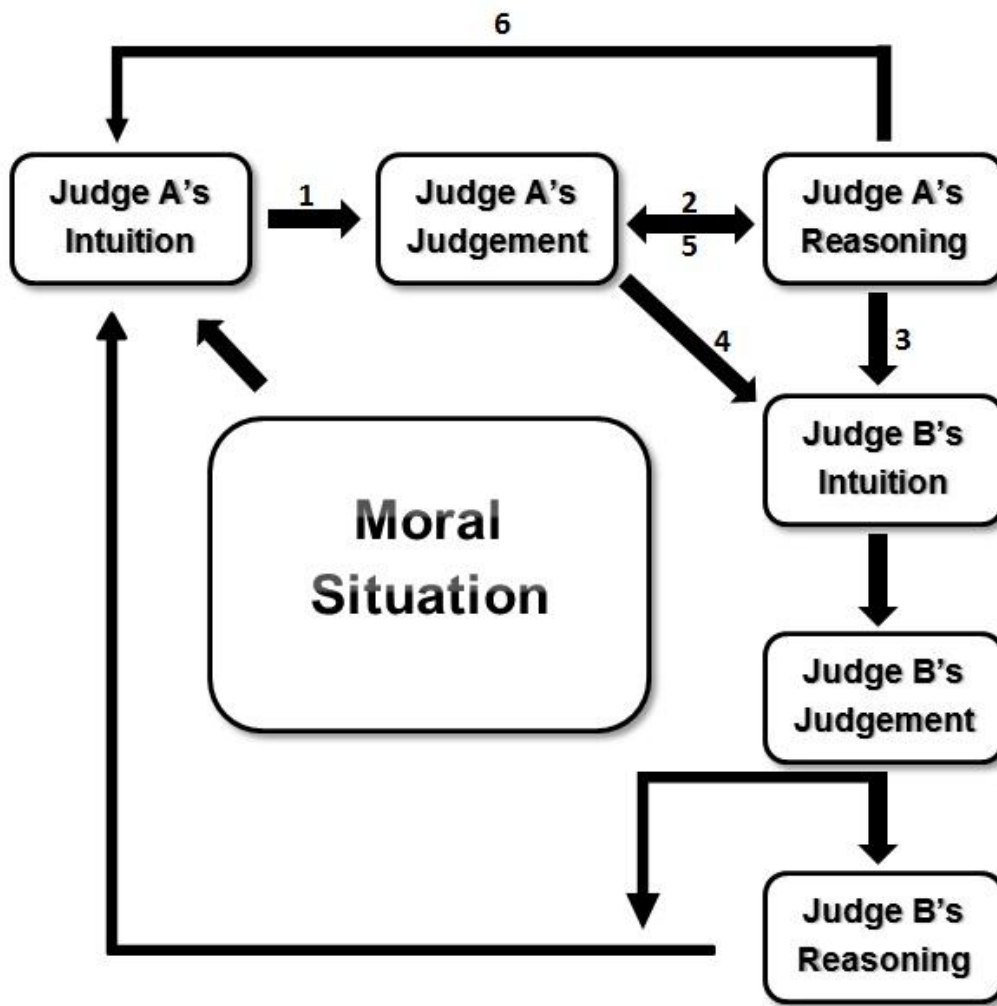 6
Judge A's
Intuition
1
Judge A's
Judgement
2
5
Judge A's
Reasoning
4
3
Judge B's
Intuition
Moral
Situation
Judge B's
Judgement
Judge B's
Reasoning